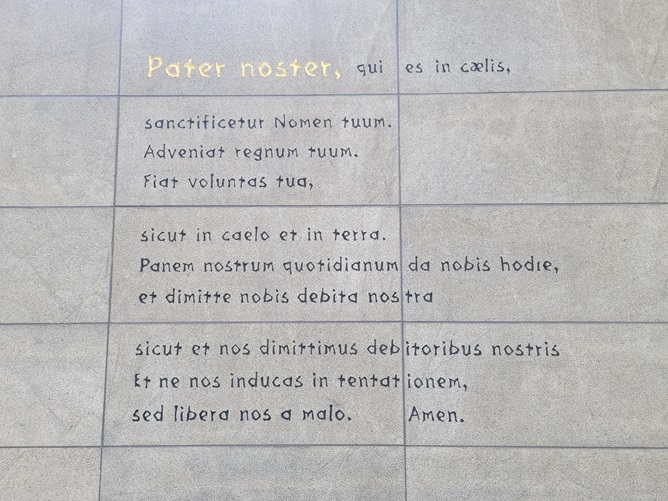 Pater noster, qui es in cælis,
sanctificetur Nomen tuum.
Adveniat regnum tuum.
Fiat voluntas tua,
sicut in caelo et in terra.
Panem nostrum quotidianum da nobis hodie,
et dimitte nobis debita nostra
sicut et nos dimittimus debitoribus nostris
Et ne nos inducas in tentationem,
sed libera nos a malo. Amen.